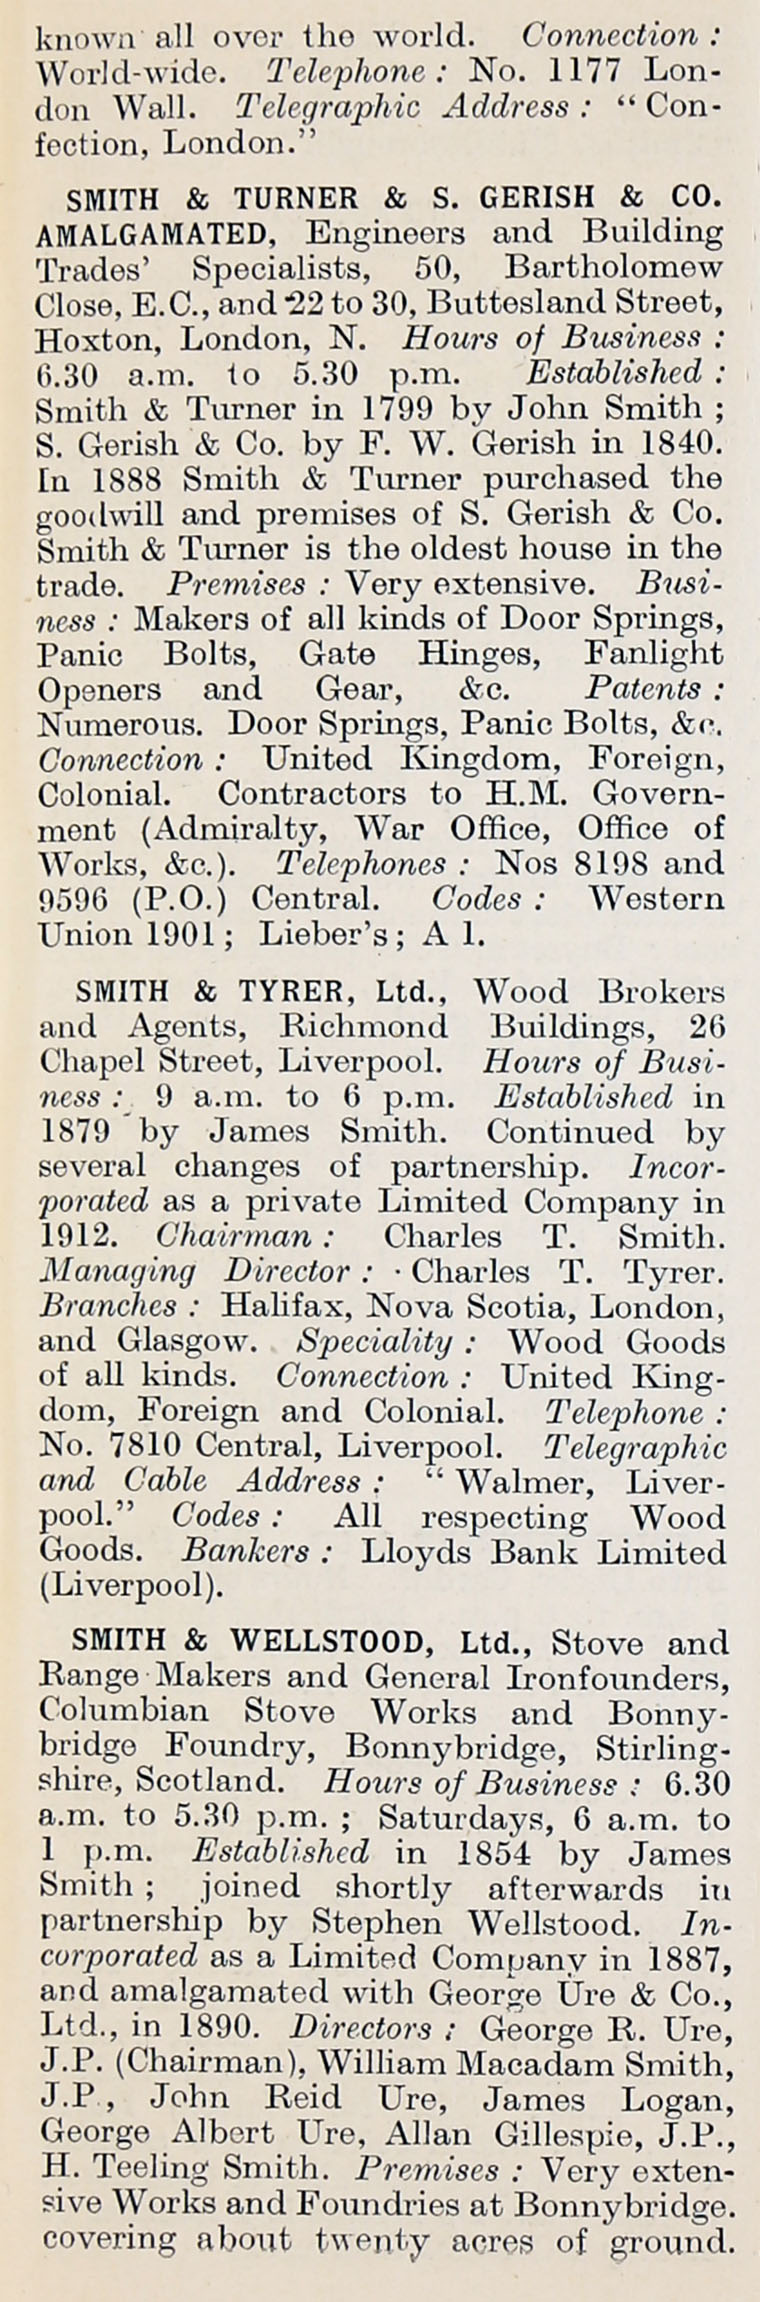 known all over the world. Connection :
World-wide. Telephone : No. 1177 Lon-
don Wall. Telegraphic Address : “ Con-
fection, London.”
SMITH & TURNER & S. GERISH & CO.
AMALGAMATED, Engineers and Building
Trades’ Specialists, 50, Bartholomew
Close, E.C., and 22 to 30, Buttesland Street,
Hoxton, London, N. Hours of Business :
6.30 a.m. to 5.30 p.m. Established :
Smith & Turner in 1799 by John Smith ;
S. Gerish & Co. by F. W. Gerish in 1840.
In 1888 Smith & Turner purchased the
goodwill and premises of S. Gerish & Co.
Smith & Turner is the oldest house in the
trade. Premises : Very extensive. Busi-
ness : Makers of all kinds of Door Springs,
Panic Bolts, Gate Hinges, Fanlight
Openers and Gear, &c. Patents :
Numerous. Door Springs, Panic Bolts, &c.
Connection : United Kingdom, Foreign,
Colonial. Contractors to H.M. Govern-
ment (Admiralty, War Office, Office of
Works, &c.). Telephones : Nos 8198 and
9596 (P.O.) Central. Codes : Western
Union 1901 ; Lieber’s ; A 1.
SMITH & TYRER, Ltd., Wood Brokers
and Agents, Richmond Buildings, 26
Chapel Street, Liverpool. Hours of Busi-
ness : 9 a.m. to 6 p.m. Established in
1879 by James Smith. Continued by
several changes of partnership. Incor-
porated as a private Limited Company in
1912. Chairman : Charles T. Smith.
Managing Director : Charles T. Tyrer.
Branches : Halifax, Nova Scotia, London,
and Glasgow. Speciality : Wood Goods
of all kinds. Connection : United King-
dom, Foreign and Colonial. Telephone :
No. 7810 Central, Liverpool. Telegraphic
and Cable Address : “ Walmer, Liver-
pool.” Codes : All respecting Wood
Goods. Bankers : Lloyds Bank Limited
(Liverpool).
SMITH & WELLSTOOD, Ltd., Stove and
Range Makers and General Ironfounders,
Columbian Stove Works and Bonny-
bridge Foundry, Bonnybridge, Stirling-
shire, Scotland. Hours of Business : 6.30
a.m. to 5.30 p.m. ; Saturdays, 6 a.m. to
1 p.m. Established in 1854 by James
Smith ; joined shortly afterwards in
partnership by Stephen Wellstood. In-
corporated as a Limited Company in 1887,
and amalgamated with George Ure & Co.,
Ltd., in 1890. Directors : George R. Ure,
J.P. (Chairman), William Macadam Smith,
J.P., John Reid Ure, James Logan,
George Albert Ure, Allan Gillespie, J.P.,
H. Teeling Smith. Premises : Very exten-
sive Works and Foundries at Bonnybridge.
covering about twenty acres of ground.